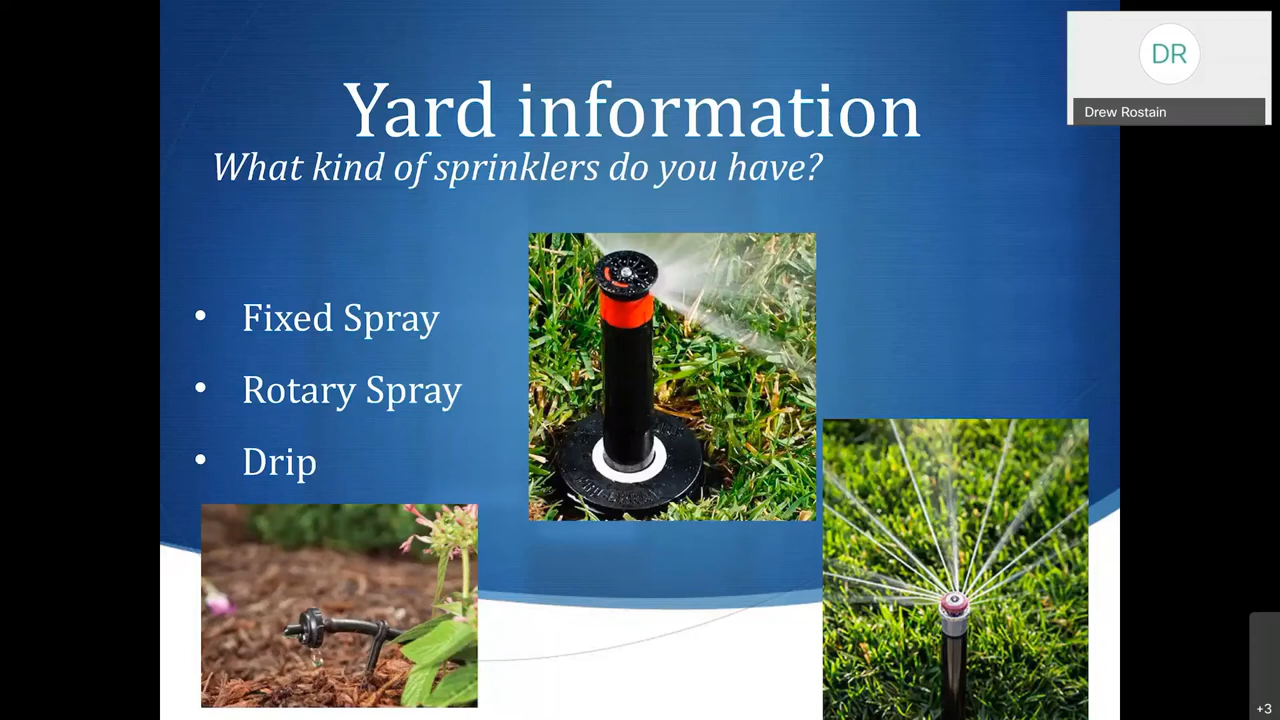 Yard information
What kind of sprinklers do you have?
• Fixed Spray
• Rotary Spray
• Drip
DR
Drew Rostain
+3